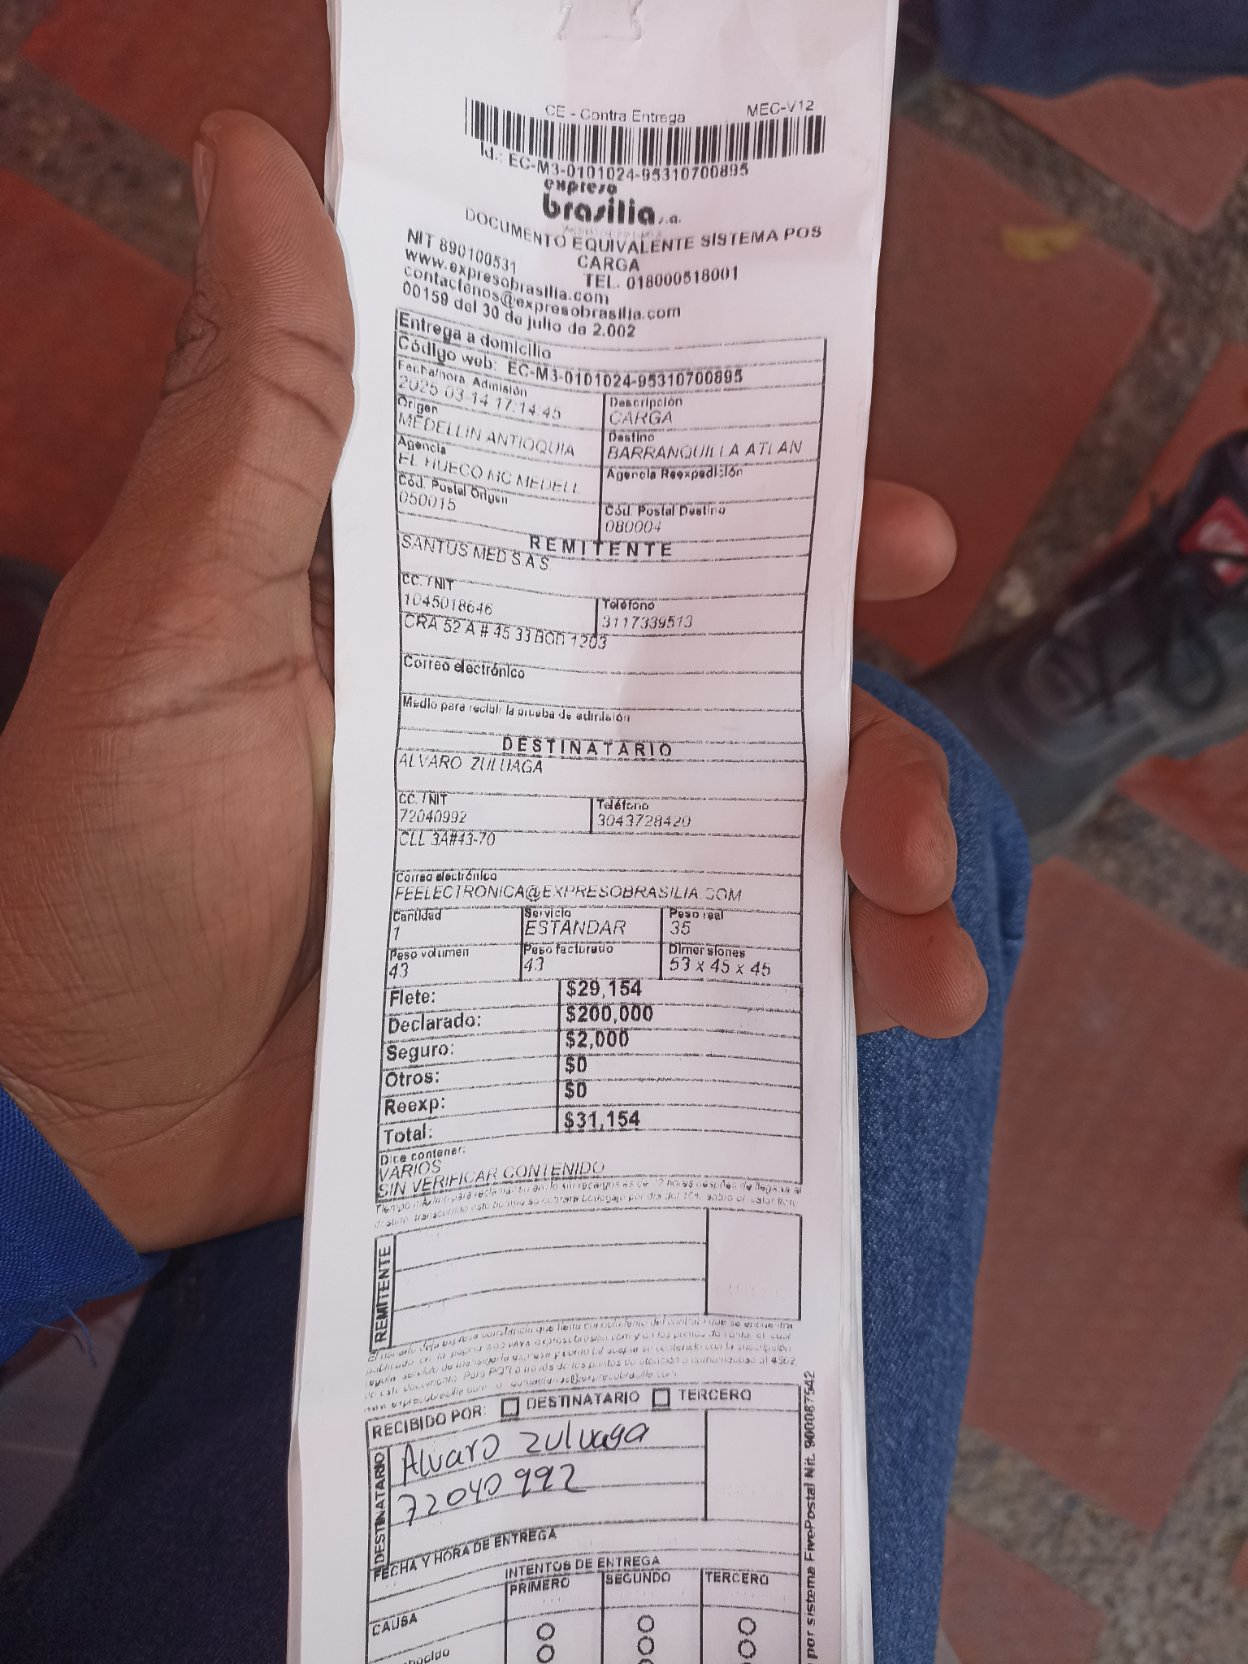 CE - Contra Entrega MEC-V12
Id.: EC-M3-0101024-95310700895
expreso
brasilia s.a.
DOCUMENTO EQUIVALENTE SISTEMA POS
CARGA
NIT 890100531 TEL. 018000518001
www.expresobrasilia.com
contactenos@expresobrasilia.com
00159 del 30 de julio de 2.002
Entrega a domicilio
Código web: EC-M3-0101024-95310700895
Fecha/hora Admisión
2025-03-14 17:14:45
Descripción
CARGA
Origen
MEDELLIN ANTIOQUIA
Destino
BARRANQUILLA ATLAN
Agencia
EL HUECO MC MEDELL
Agencia Reexpedición
Cód. Postal Origen
050015
Cód. Postal Destino
080004
REMITENTE
SANTUS MED S.A.S
CC. / NIT
1045018646
Teléfono
3117339513
CRA 52 A # 45 33 BOD 1203
Correo electrónico
Medio para recibir la prueba de admisión
DESTINATARIO
ALVARO ZULUAGA
CC. / NIT
72040992
Teléfono
3043728420
CLL 3A#43-70
Correo electrónico
FEELECTRONICA@EXPRESOBRASILIA.COM
Cantidad Servicio Peso real
1 ESTANDAR 35
Peso volumen Peso facturado Dimensiones
43 43 53 x 45 x 45
Flete: $29,154
Declarado: $200,000
Seguro: $2,000
Otros: $0
Reexp: $0
Total: $31,154
Dice contener:
VARIOS
SIN VERIFICAR CONTENIDO
REMITENTE
RECIBIDO POR: DESTINATARIO TERCERO
DESTINATARIO
Alvaro zuluaga
72040992
FECHA Y HORA DE ENTREGA
INTENTOS DE ENTREGA
PRIMERO SEGUNDO TERCERO
CAUSA
por sistema FivePostal Nit. 900087542